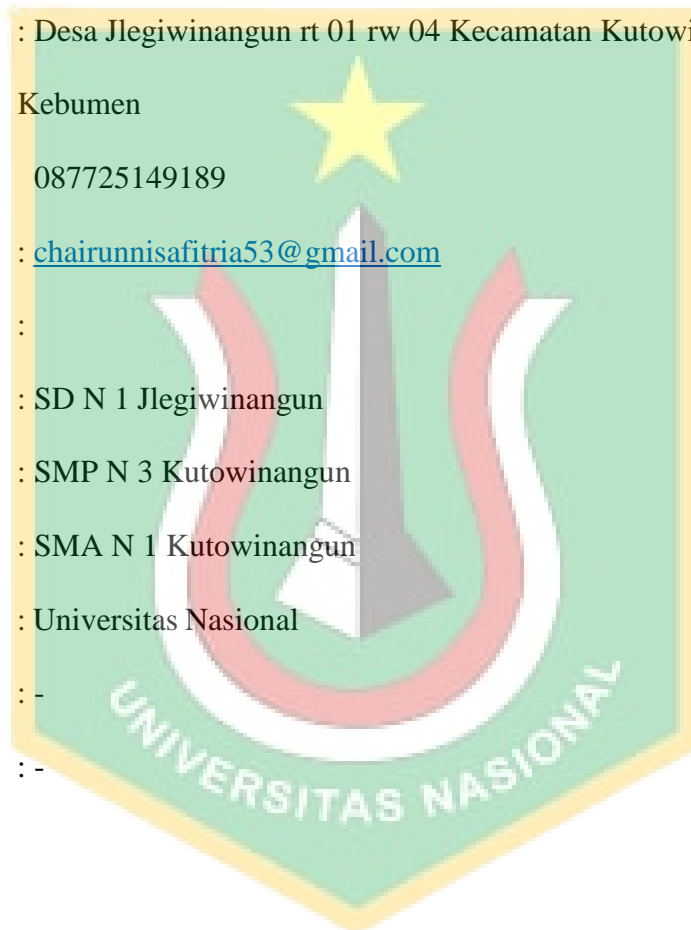 : Desa Jlegiwinangun rt 01 rw 04 Kecamatan
Kebumen
087725149189
: chairunnisafitria53@gmail.com
:
: SD N 1 Jlegiwinangun
: SMP N 3 Kutowinangun
: SMA N 1 Kutowinangun
: Universitas Nasional
: -
: -
UNIVERSITAS NASIONAL